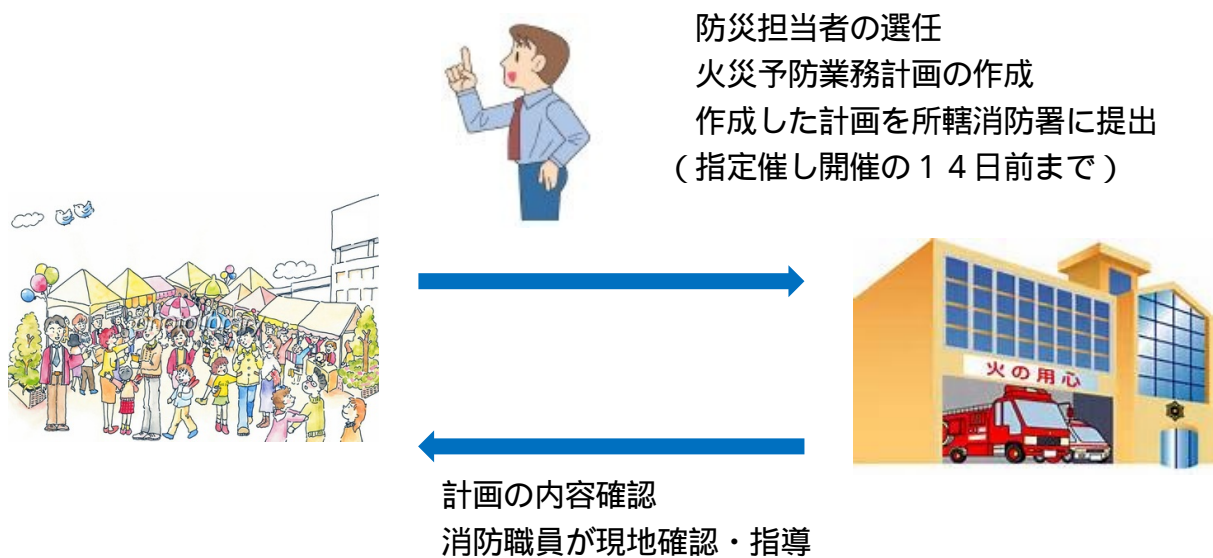 防災担当者の選任
火災予防業務計画の作成
作成した計画を所轄消防署に提出
（指定催し開催の１４日前まで）
火の用心
計画の内容確認
消防職員が現地確認・指導